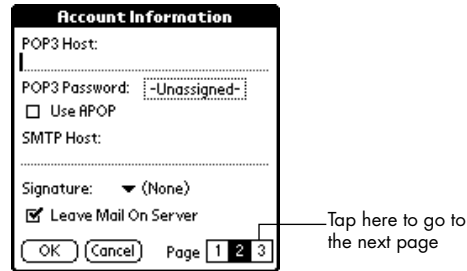 Account Information
POP3 Host:
POP3 Password: -Unassigned-
Use APOP
SMTP Host:
Signature: (None)
Leave Mail On Server
OK Cancel Page 1 2 3
Tap here to go to
the next page